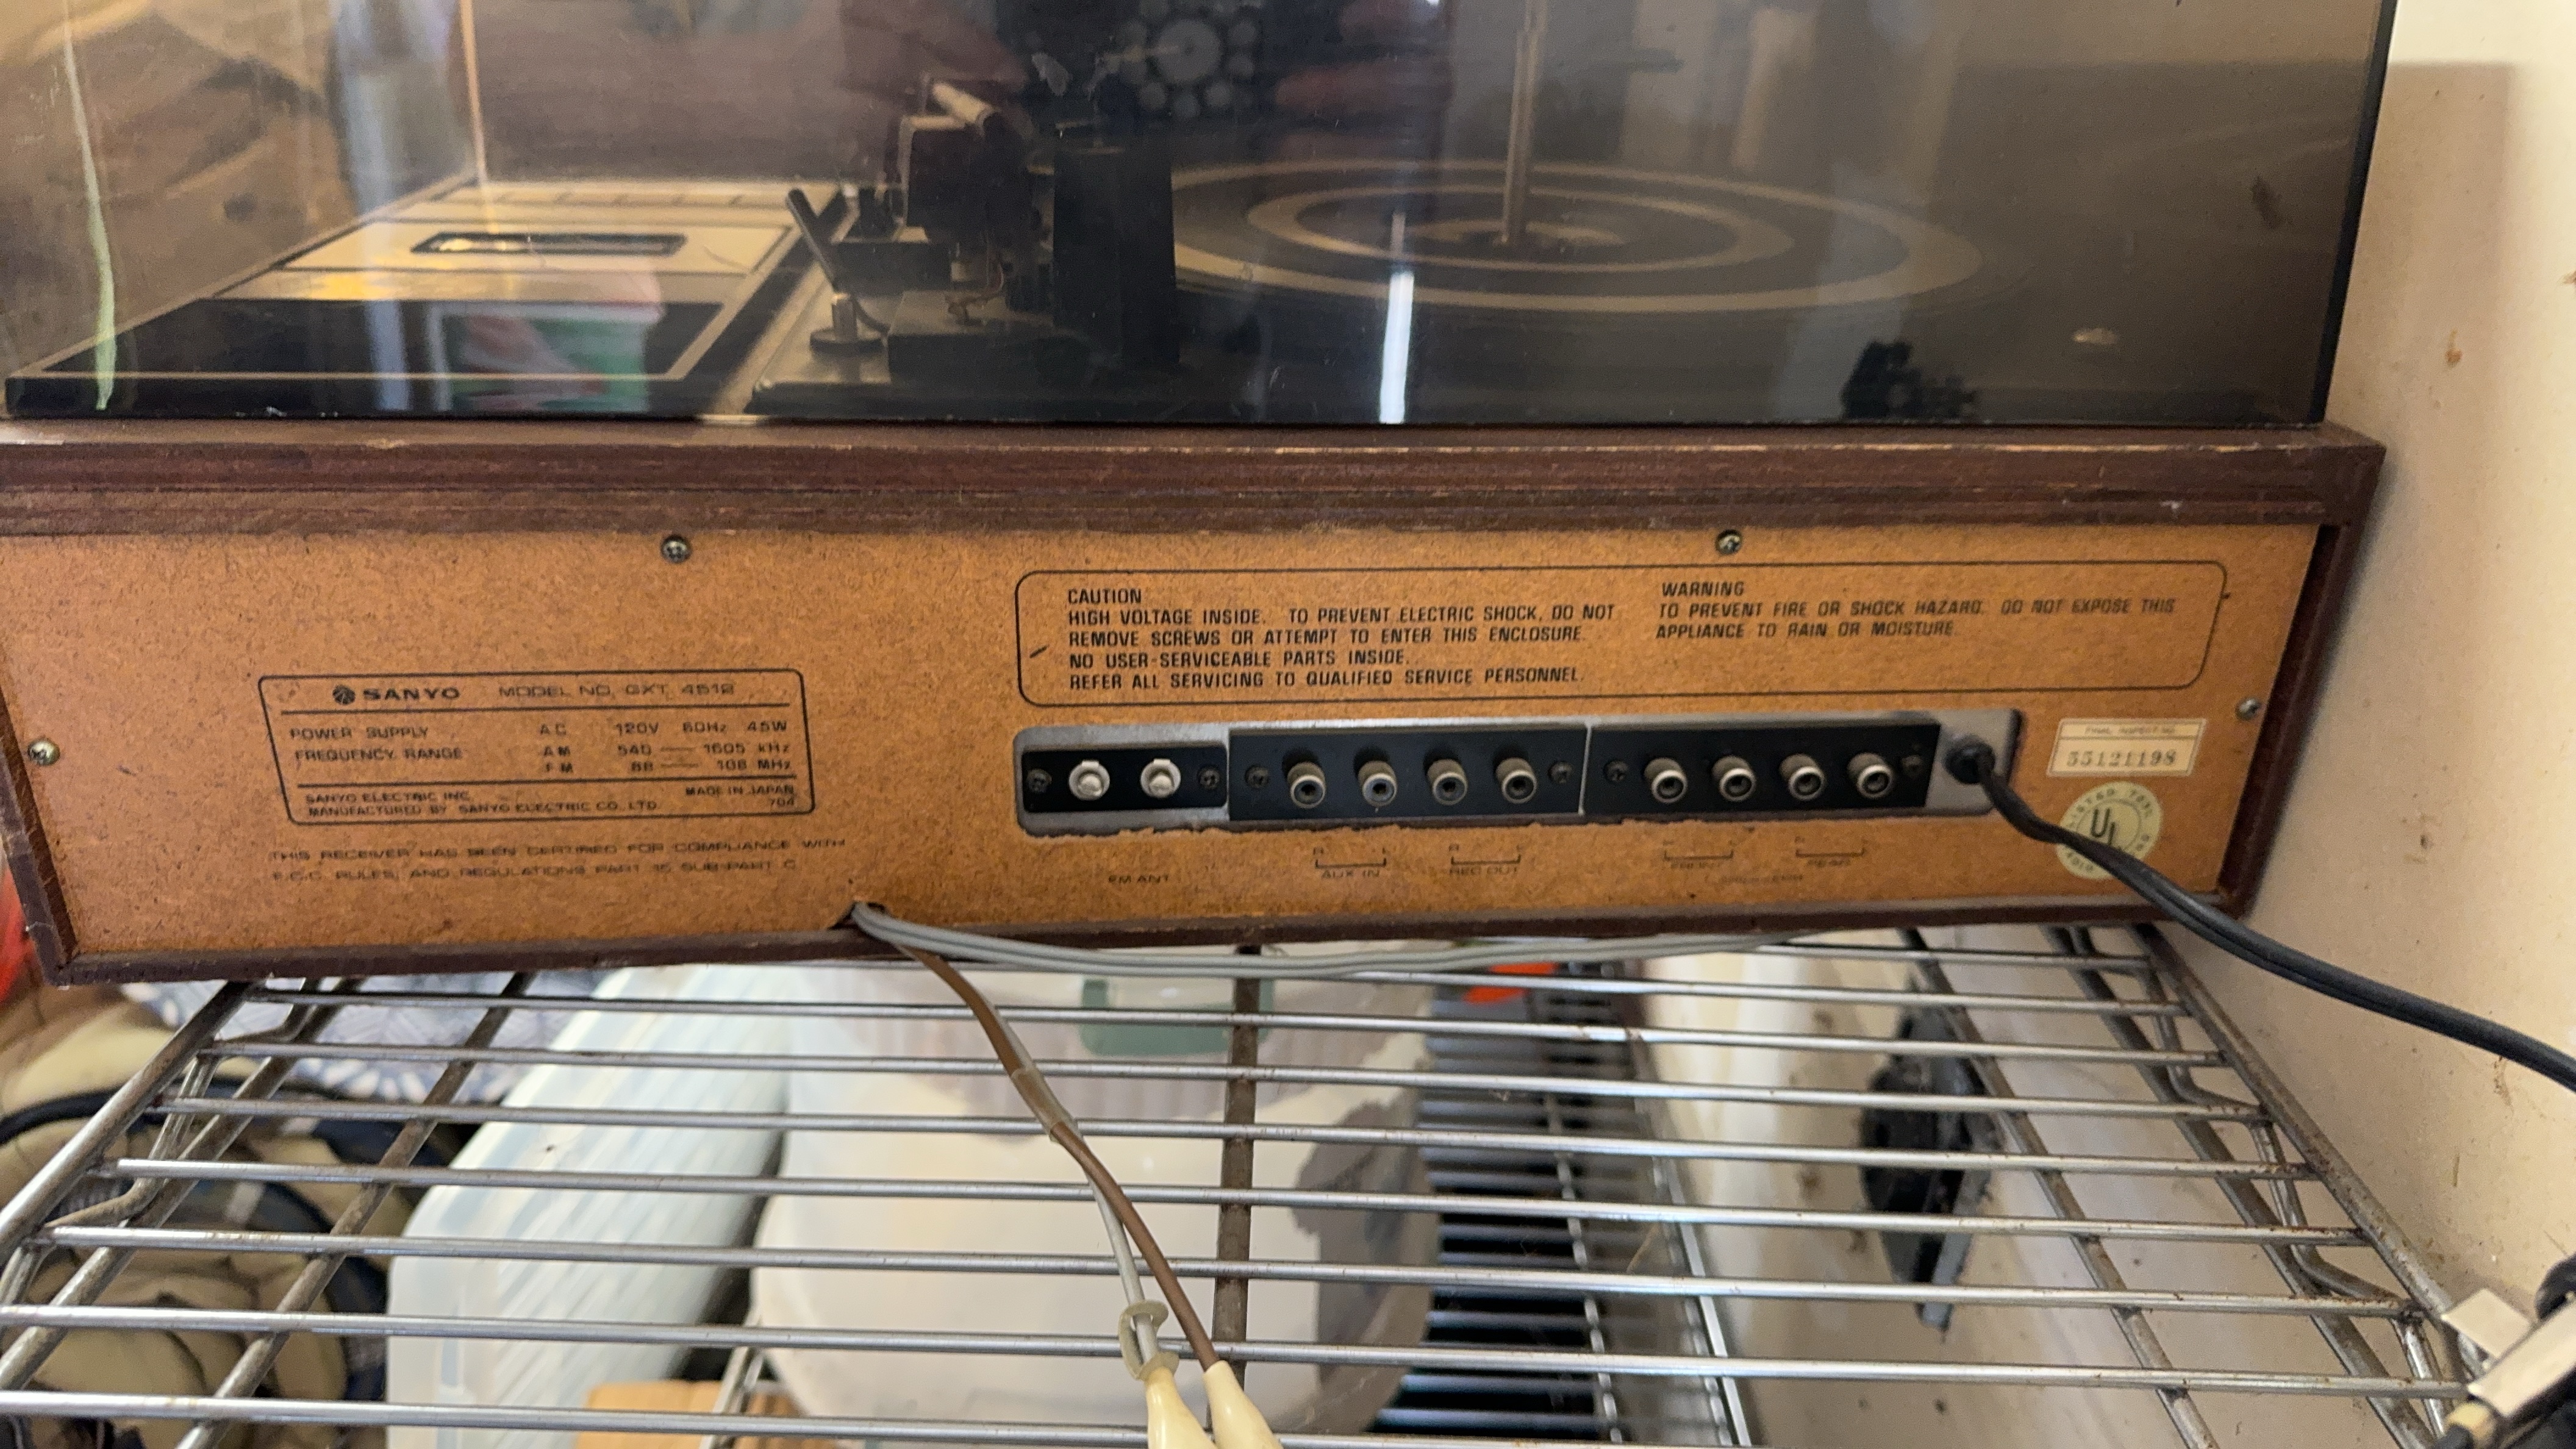 CAUTION
HIGH VOLTAGE INSIDE. TO PREVENT ELECTRIC SHOCK, DO NOT
REMOVE SCREWS OR ATTEMPT TO ENTER THIS ENCLOSURE.
NO USER-SERVICEABLE PARTS INSIDE.
REFER ALL SERVICING TO QUALIFIED SERVICE PERSONNEL.
WARNING
TO PREVENT FIRE OR SHOCK HAZARD, DO NOT EXPOSE THIS
APPLIANCE TO RAIN OR MOISTURE.
SANYO MODEL NO. GXT 4512
POWER SUPPLY AC 120V 60Hz 45W
FREQUENCY RANGE AM 540 — 1605 kHz
FM 88 — 108 MHz
SANYO ELECTRIC INC. MADE IN JAPAN
MANUFACTURED BY SANYO ELECTRIC CO., LTD. 704
THIS RECEIVER HAS BEEN CERTIFIED FOR COMPLIANCE WITH
F.C.C. RULES AND REGULATIONS PART 15 SUB-PART C
FM ANT
R L
AUX IN
R L
REC OUT
R L
R L
55121198
LISTED
UL